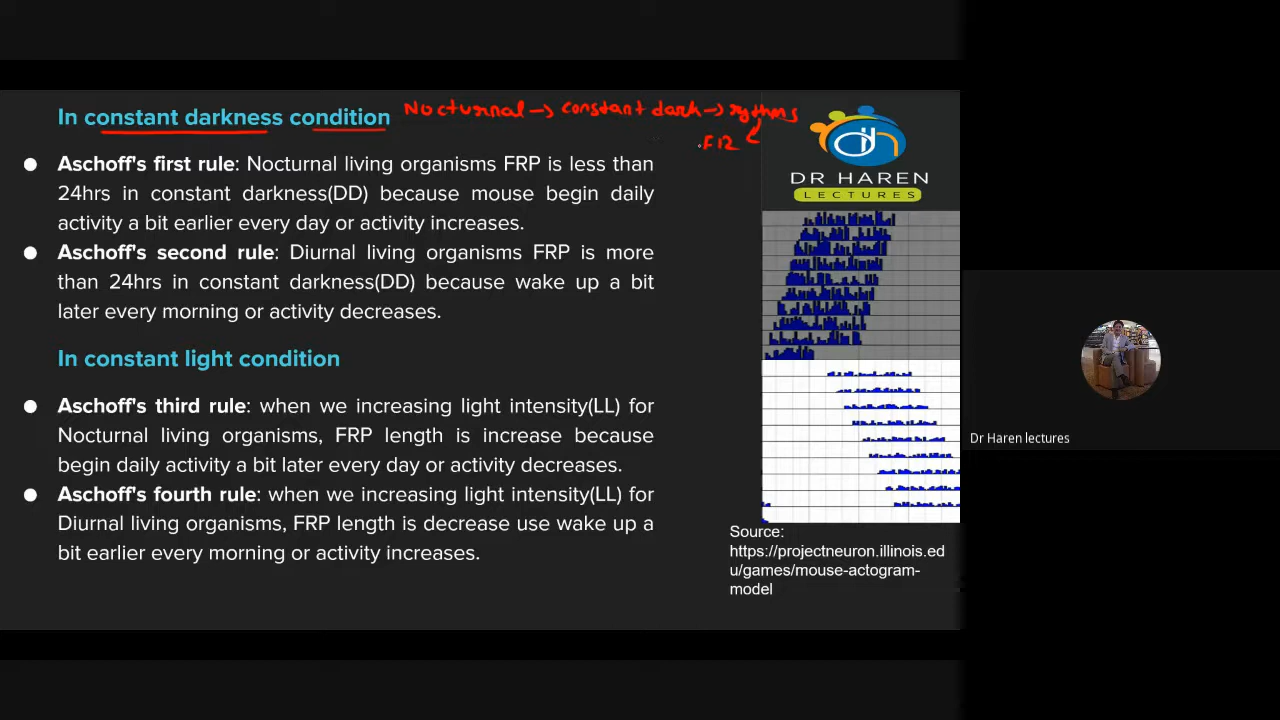 In constant darkness condition Nocturnal → constant dark → rythms
FR
● Aschoff's first rule: Nocturnal living organisms FRP is less than
24hrs in constant darkness(DD) because mouse begin daily
activity a bit earlier every day or activity increases.
● Aschoff's second rule: Diurnal living organisms FRP is more
than 24hrs in constant darkness(DD) because wake up a bit
later every morning or activity decreases.
In constant light condition
● Aschoff's third rule: when we increasing light intensity(LL) for
Nocturnal living organisms, FRP length is increase because
begin daily activity a bit later every day or activity decreases.
● Aschoff's fourth rule: when we increasing light intensity(LL) for
Diurnal living organisms, FRP length is decrease use wake up a
bit earlier every morning or activity increases.
dh
DR HAREN
LECTURES
Source:
https://projectneuron.illinois.ed
u/games/mouse-actogram-
model
Dr Haren lectures